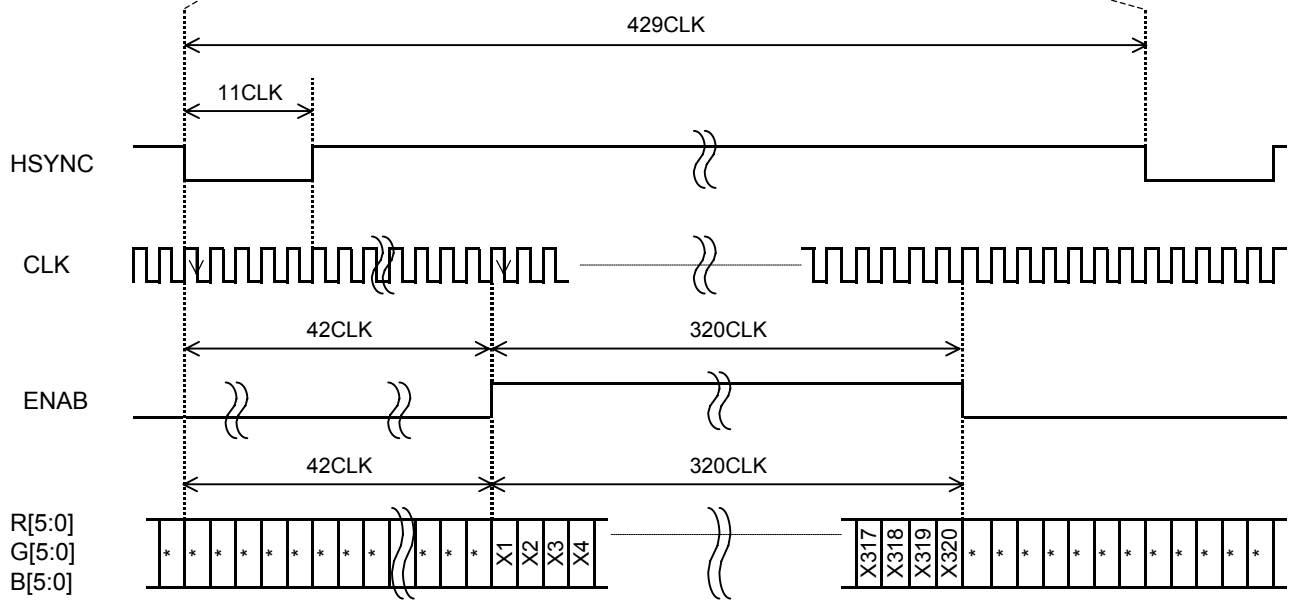 429CLK
11CLK
HSYNC
CLK
42CLK 320CLK
ENAB
42CLK 320CLK
R[5:0]
G[5:0] * * * * * * * * * * * * X1 X2 X3 X4 X317 X318 X319 X320 * * * * * * * * * * * *
B[5:0]